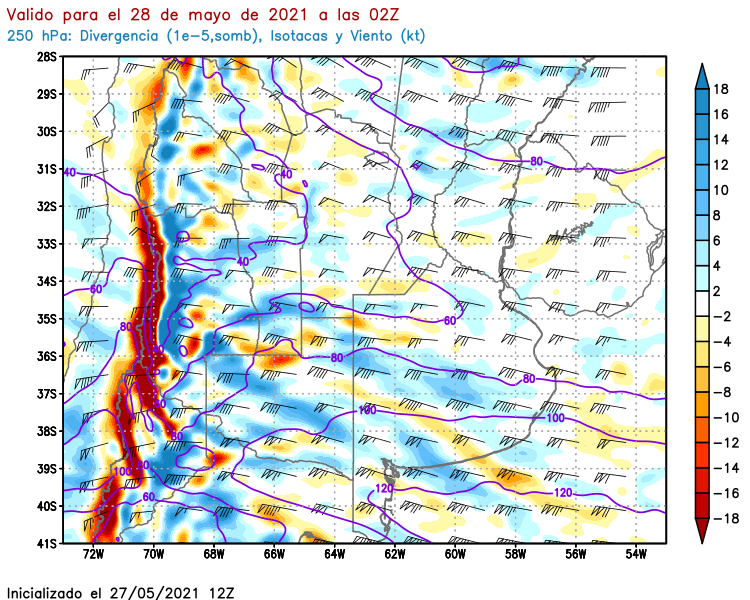 Valido para el 28 de mayo de 2021 a las 02Z
250 hPa: Divergencia (1e-5,somb), Isotacas y Viento (kt)
28S
29S
30S
31S
32S
33S
34S
35S
36S
37S
38S
39S
40S
41S
72W 70W 68W 66W 64W 62W 60W 58W 56W 54W
18
16
14
12
10
8
6
4
2
-2
-4
-6
-8
-10
-12
-14
-16
-18
80
40
40
40
60
60
80
80
80
100
100
80
100
60
120
120
Inicializado el 27/05/2021 12Z